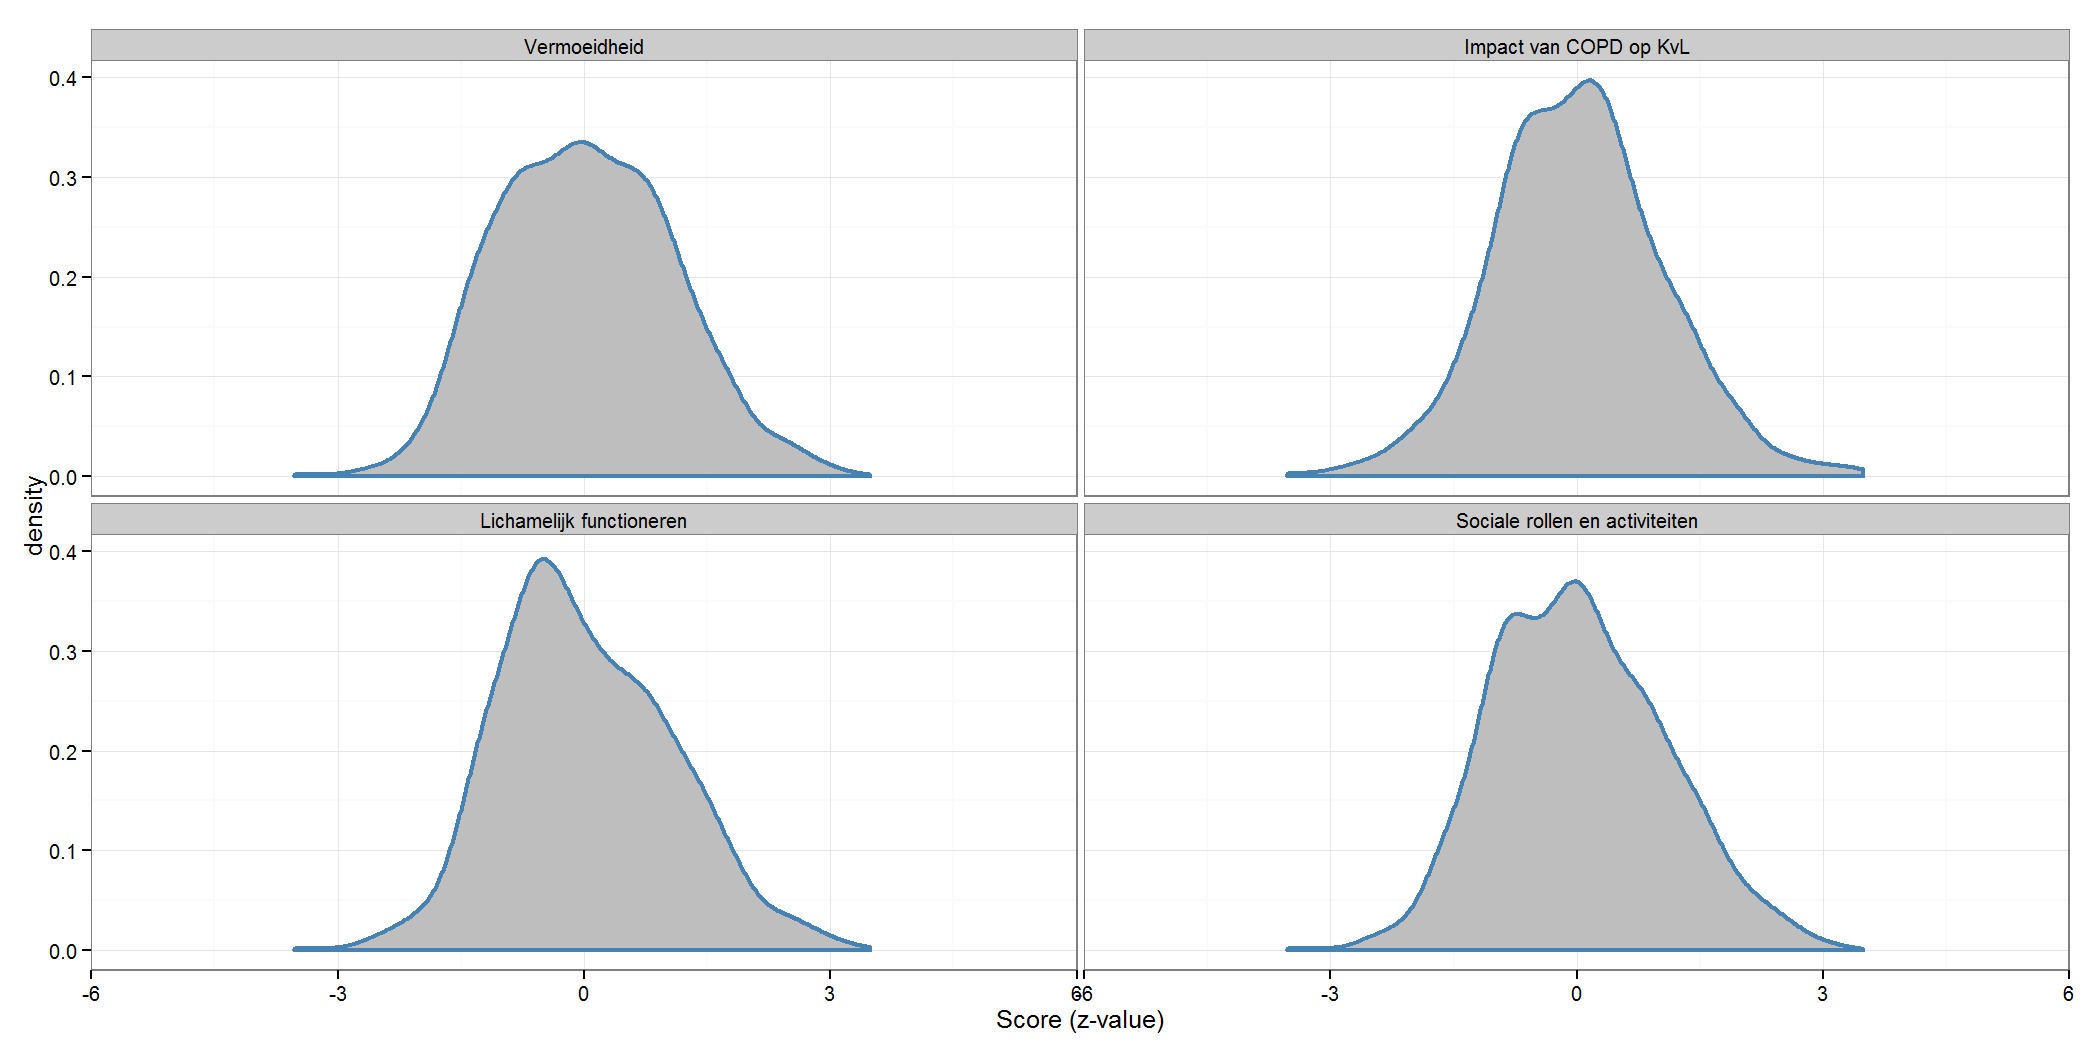 Vermoeidheid
Impact van COPD op KvL
0.4
0.3
0.2
0.1
0.0
density
Lichamelijk functioneren
Sociale rollen en activiteiten
0.4
0.3
0.2
0.1
0.0
-6 -3 0 3 6 -6 -3 0 3 6
Score (z-value)